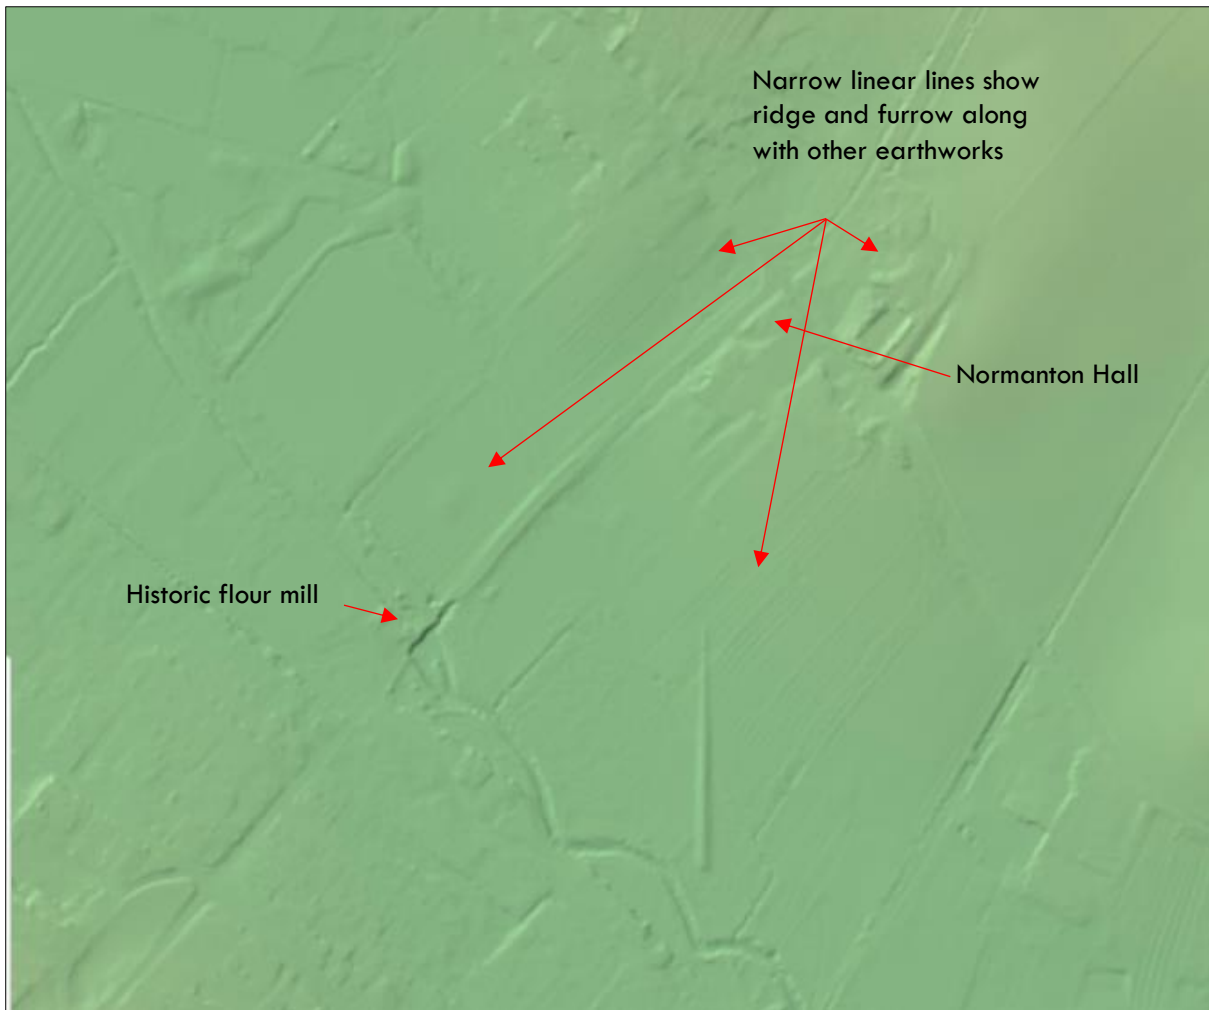 Narrow linear lines show
ridge and furrow along
with other earthworks
Normanton Hall
Historic flour mill